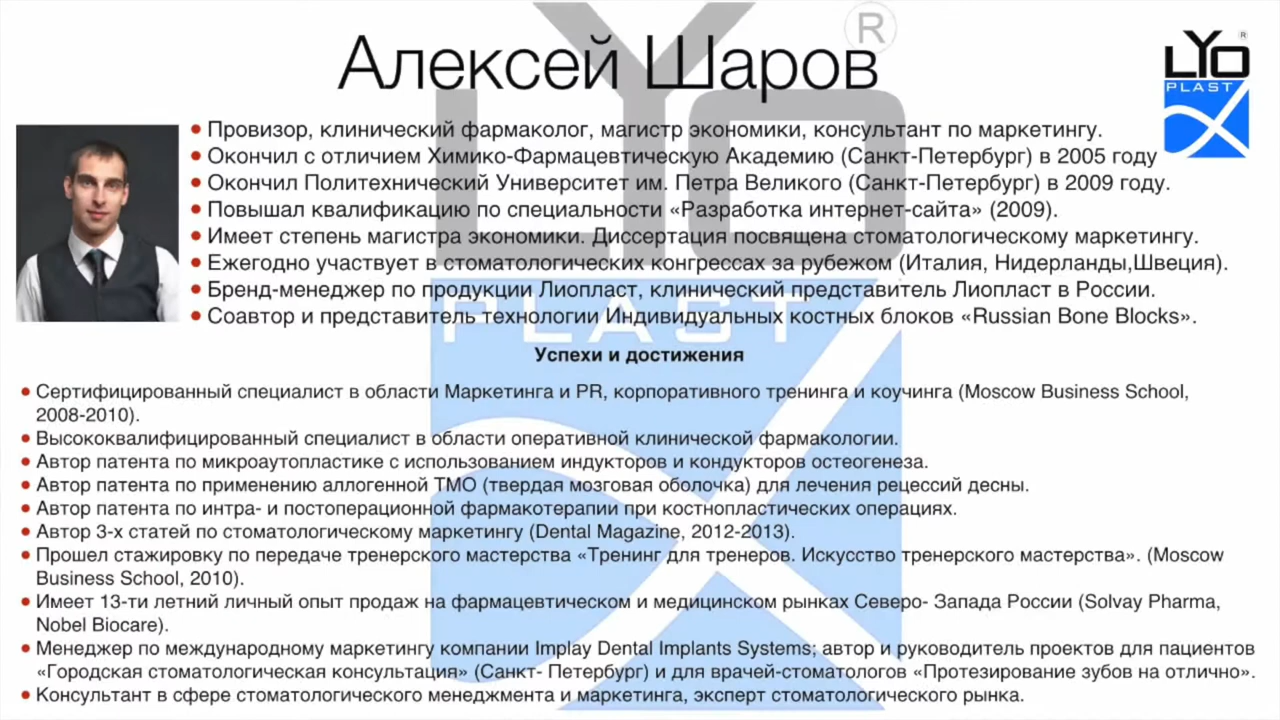 Алексей Шаров
LYO
®
PLAST
LYO
®
PLAST
• Провизор, клинический фармаколог, магистр экономики, консультант по маркетингу.
• Окончил с отличием Химико-Фармацевтическую Академию (Санкт-Петербург) в 2005 году
• Окончил Политехнический Университет им. Петра Великого (Санкт-Петербург) в 2009 году.
• Повышал квалификацию по специальности «Разработка интернет-сайта» (2009).
• Имеет степень магистра экономики. Диссертация посвящена стоматологическому маркетингу.
• Ежегодно участвует в стоматологических конгрессах за рубежом (Италия, Нидерланды,Швеция).
• Бренд-менеджер по продукции Лиопласт, клинический представитель Лиопласт в России.
• Соавтор и представитель технологии Индивидуальных костных блоков «Russian Bone Blocks».
Успехи и достижения
• Сертифицированный специалист в области Маркетинга и PR, корпоративного тренинга и коучинга (Moscow Business School,
2008-2010).
• Высококвалифицированный специалист в области оперативной клинической фармакологии.
• Автор патента по микроаутопластике с использованием индукторов и кондукторов остеогенеза.
• Автор патента по применению аллогенной ТМО (твердая мозговая оболочка) для лечения рецессий десны.
• Автор патента по интра- и постоперационной фармакотерапии при костнопластических операциях.
• Автор 3-х статей по стоматологическому маркетингу (Dental Magazine, 2012-2013).
• Прошел стажировку по передаче тренерского мастерства «Тренинг для тренеров. Искусство тренерского мастерства». (Moscow
Business School, 2010).
• Имеет 13-ти летний личный опыт продаж на фармацевтическом и медицинском рынках Северо- Запада России (Solvay Pharma,
Nobel Biocare).
• Менеджер по международному маркетингу компании Implay Dental Implants Systems; автор и руководитель проектов для пациентов
«Городская стоматологическая консультация» (Санкт- Петербург) и для врачей-стоматологов «Протезирование зубов на отлично».
• Консультант в сфере стоматологического менеджмента и маркетинга, эксперт стоматологического рынка.